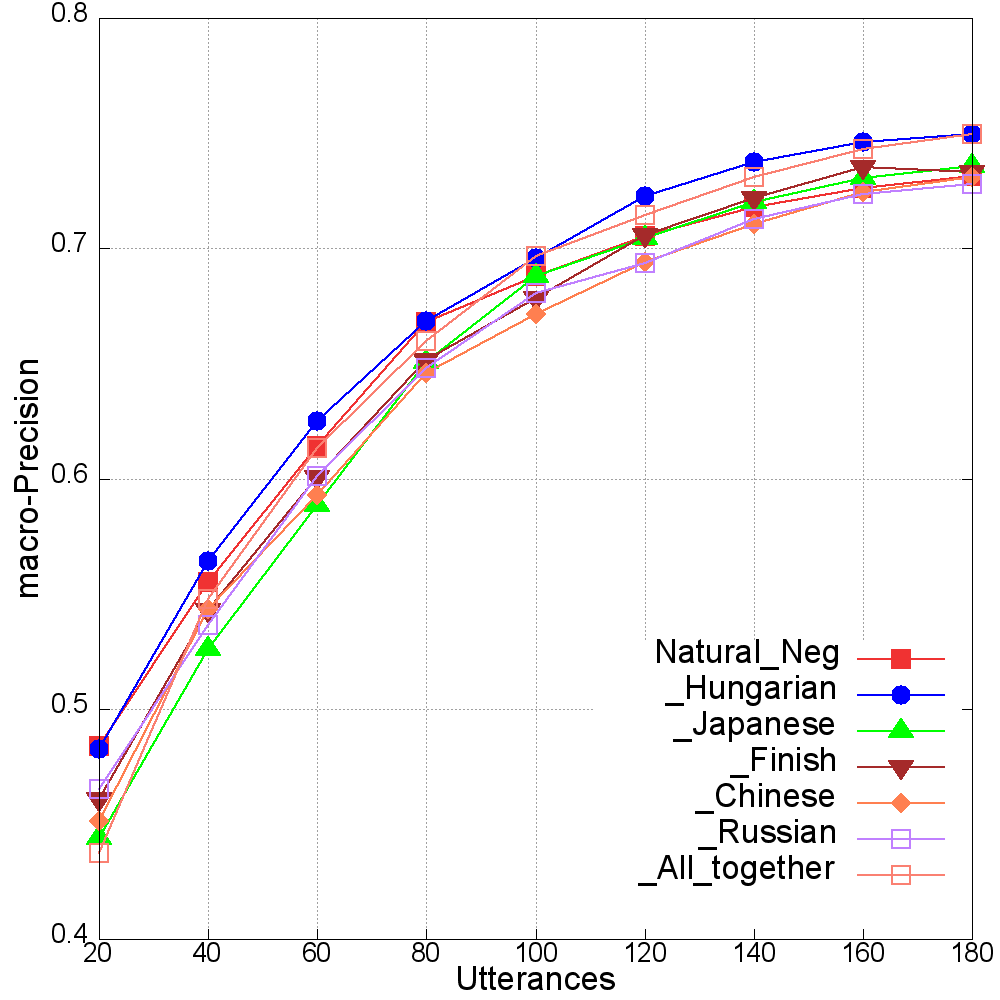 0.8
0.7
0.6
0.5
0.4
macro-Precision
20 40 60 80 100 120 140 160 180
Utterances
Natural_Neg
_Hungarian
_Japanese
_Finish
_Chinese
_Russian
_All_together